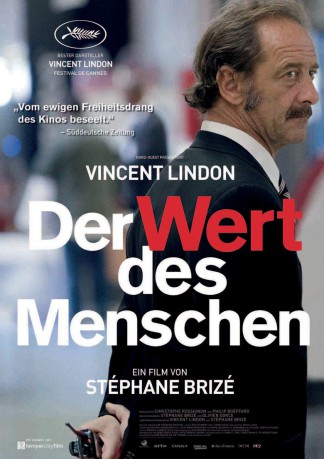 BESTER DARSTELLER
VINCENT LINDON
FESTIVAL DE CANNES
„Vom ewigen Freiheitsdrang
des Kinos beseelt.“
– Süddeutsche Zeitung
VINCENT LINDON
Der Wert
des
Menschen
EIN FILM VON
STÉPHANE BRIZÉ